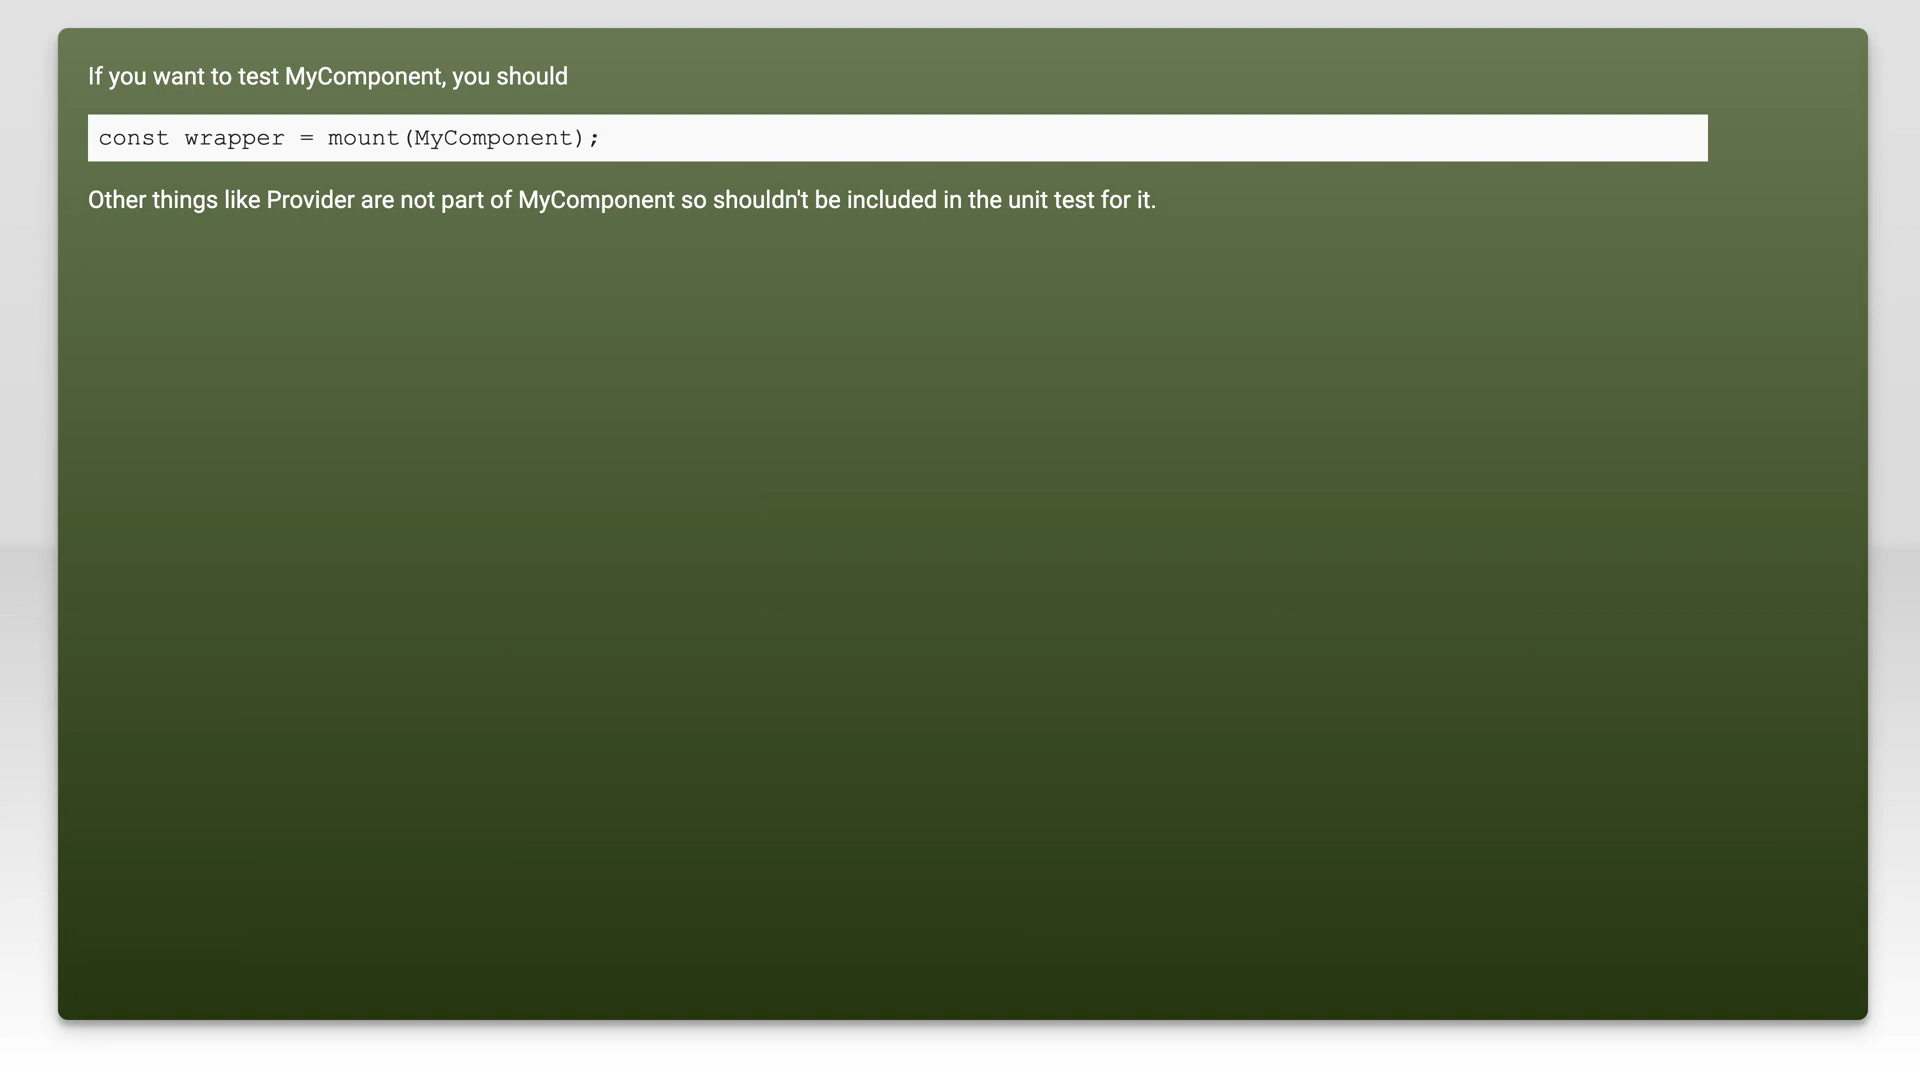 If you want to test MyComponent, you should
const wrapper = mount(MyComponent);
Other things like Provider are not part of MyComponent so shouldn't be included in the unit test for it.